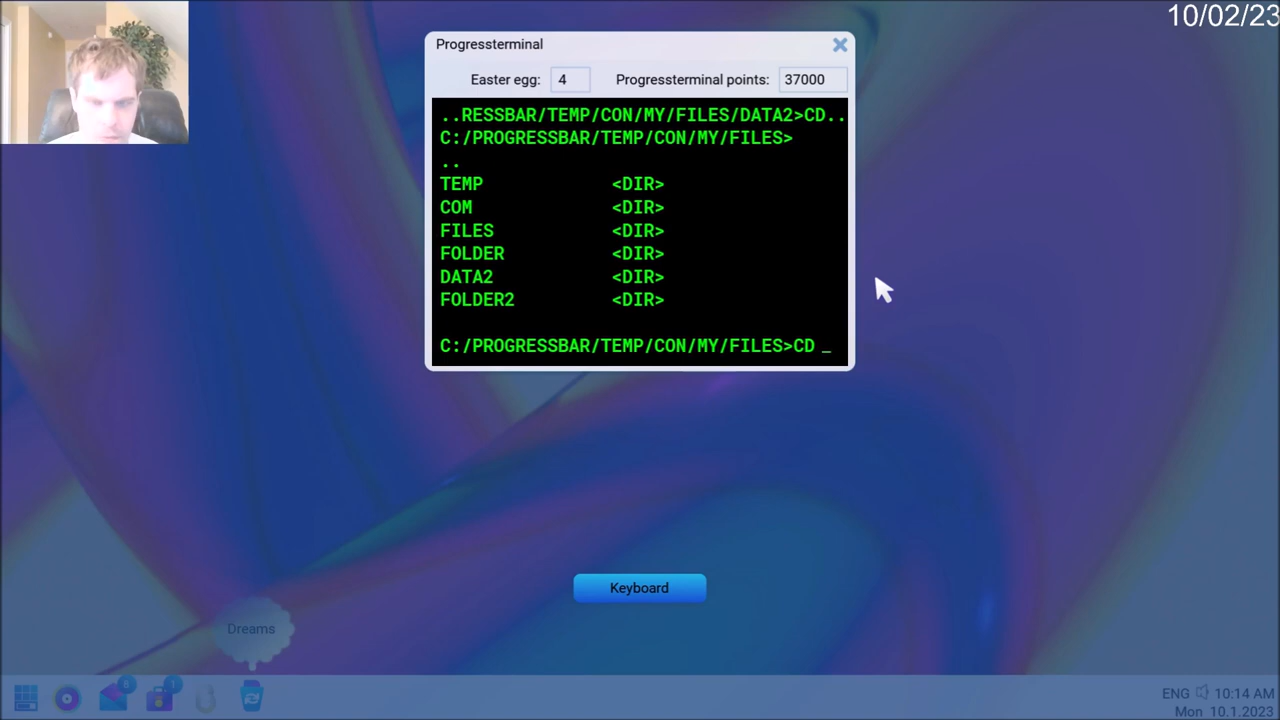 10/02/23
Progressterminal
Easter egg: 4 Progressterminal points: 37000
..RESSBAR/TEMP/CON/MY/FILES/DATA2>CD..
C:/PROGRESSBAR/TEMP/CON/MY/FILES>
..
TEMP <DIR>
COM <DIR>
FILES <DIR>
FOLDER <DIR>
DATA2 <DIR>
FOLDER2 <DIR>
C:/PROGRESSBAR/TEMP/CON/MY/FILES>CD _
Keyboard
Dreams
6
1
ENG 10:14 AM
Mon 10.1.2023